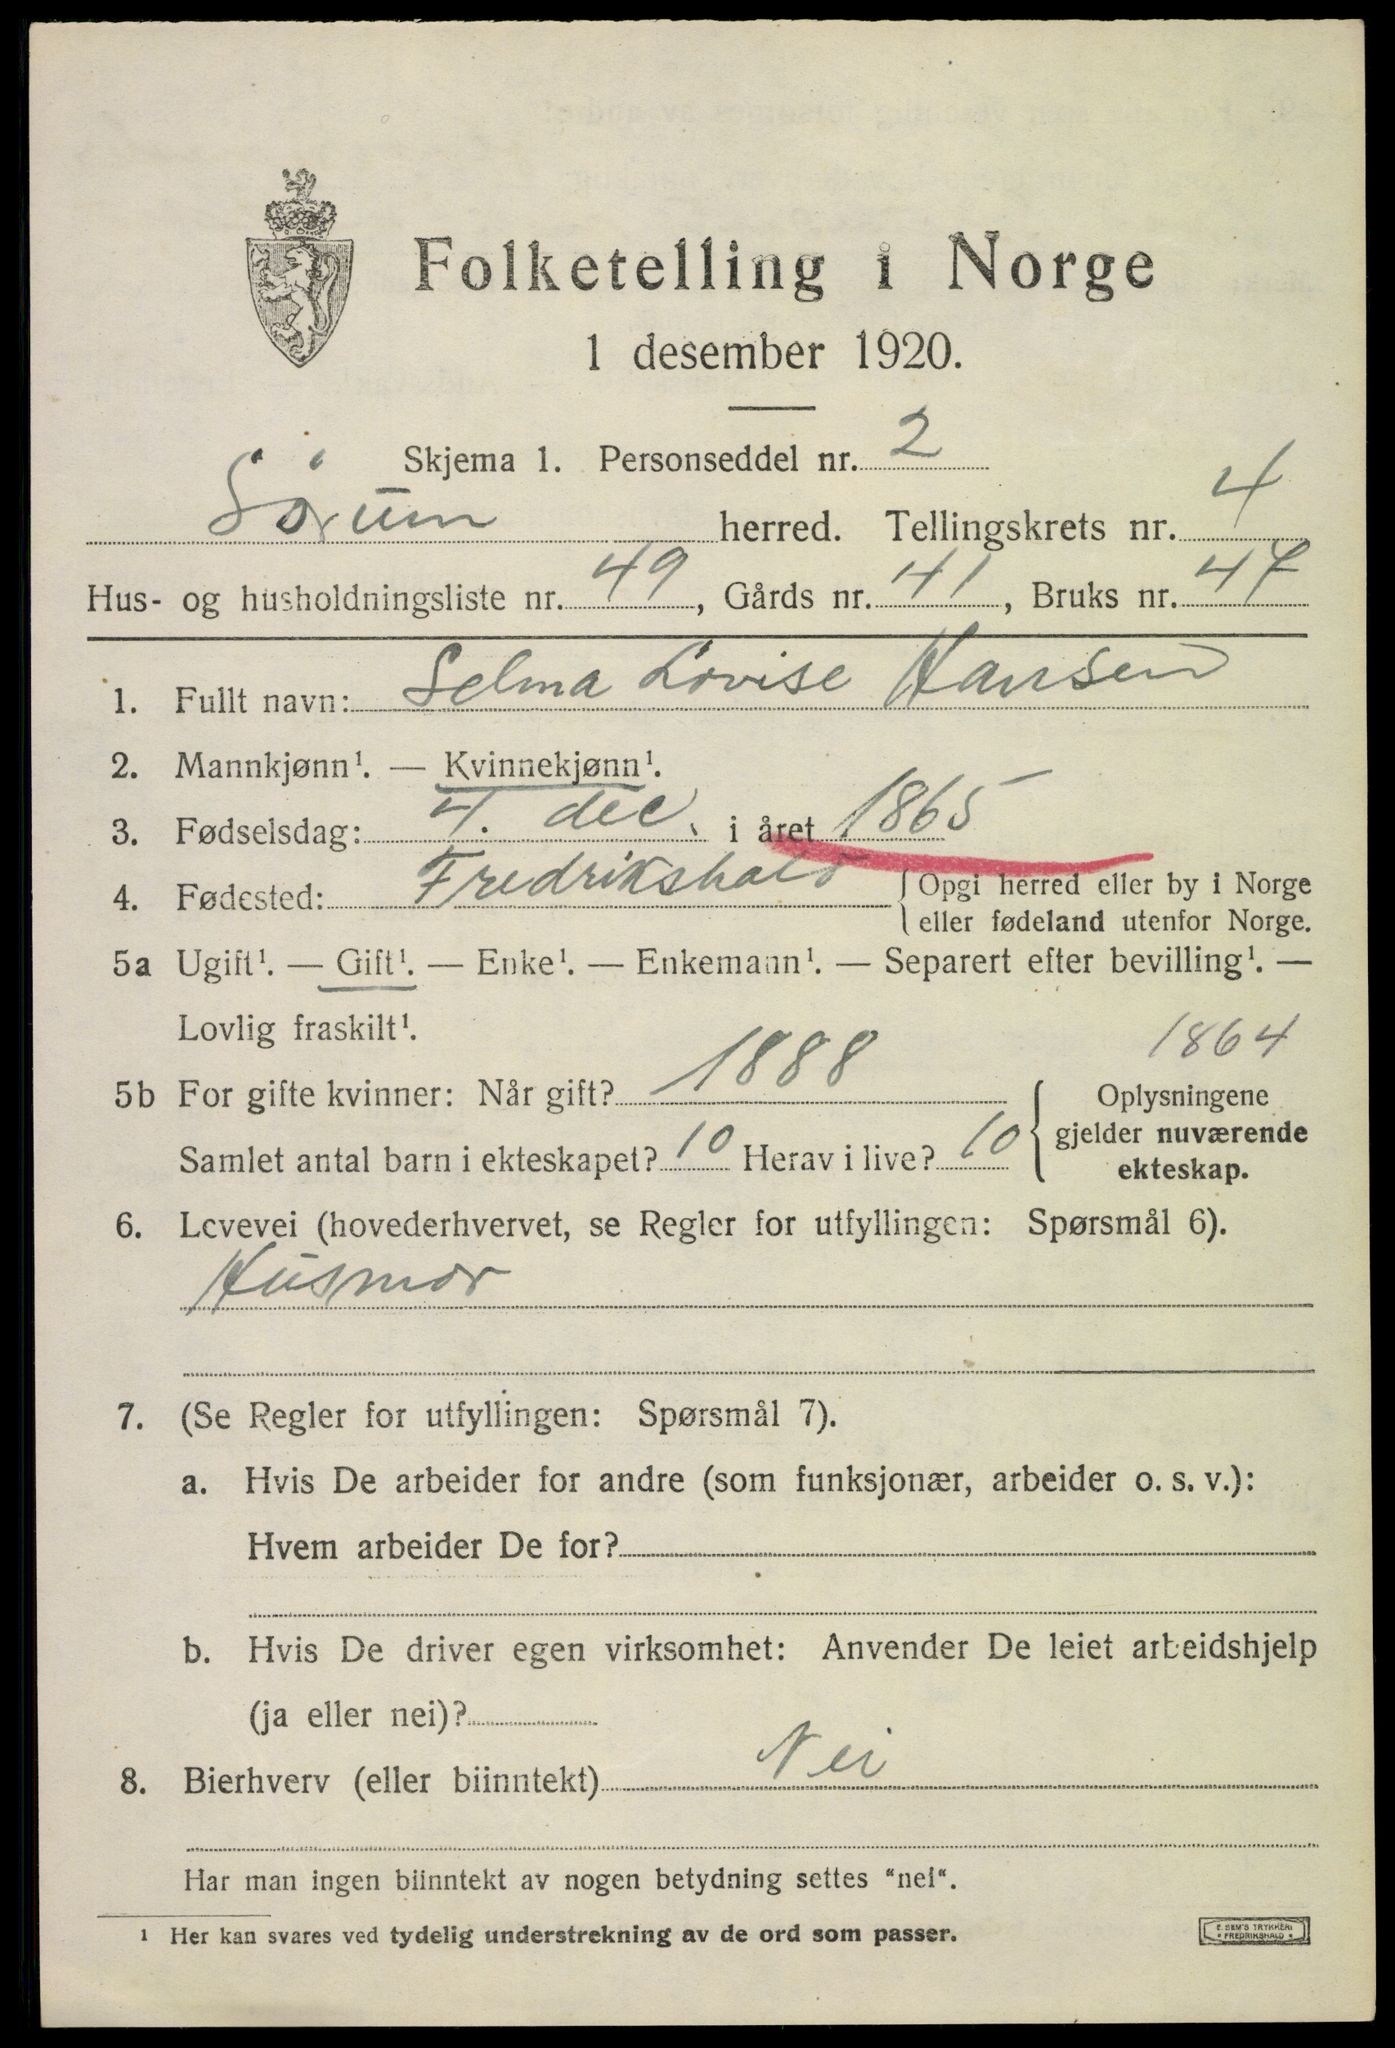 Folketelling i Norge
1 desember 1920.
Skjema 1. Personseddel nr. 2
Sörum herred. Tellingskrets nr. 4
Hus- og husholdningsliste nr. 49, Gårds nr. 41, Bruks nr. 47
1. Fullt navn: Selma Lovise Hansen
2. Mannkjønn¹. — Kvinnekjønn¹.
3. Fødselsdag: 4. dec. i året 1865
4. Fødested: Fredrikshald { Opgi herred eller by i Norge
eller fødeland utenfor Norge.
5a Ugift¹. — Gift¹. — Enke¹. — Enkemann¹. — Separert efter bevilling¹. —
Lovlig fraskilt¹.
1864
5b For gifte kvinner: Når gift? 1888
Samlet antal barn i ekteskapet? 10 Herav i live? 10
{ Oplysningene
gjelder nuværende
ekteskap.
6. Levevei (hovederhvervet, se Regler for utfyllingen: Spørsmål 6).
Husmor
7. (Se Regler for utfyllingen: Spørsmål 7).
a. Hvis De arbeider for andre (som funksjonær, arbeider o. s. v.):
Hvem arbeider De for?
b. Hvis De driver egen virksomhet: Anvender De leiet arbeidshjelp
(ja eller nei)?
8. Bierhverv (eller biinntekt) Nei
Har man ingen biinntekt av nogen betydning settes "nei".
¹ Her kan svares ved tydelig understrekning av de ord som passer.
E. SEM'S TRYKKERI
* FREDRIKSHALD *